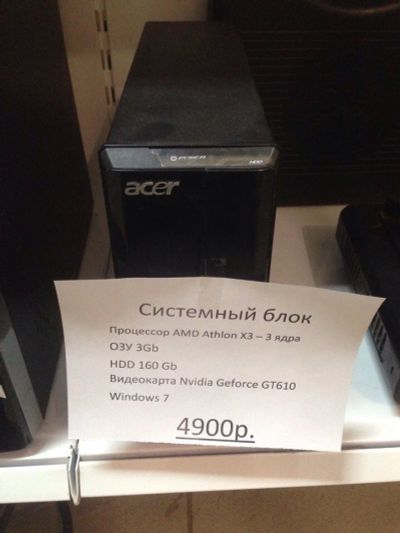 POWER HDD
acer
Системный блок
Процессор AMD Athlon X3 – 3 ядра
ОЗУ 3Gb
HDD 160 Gb
Видеокарта Nvidia Geforce GT610
Windows 7
4900р.